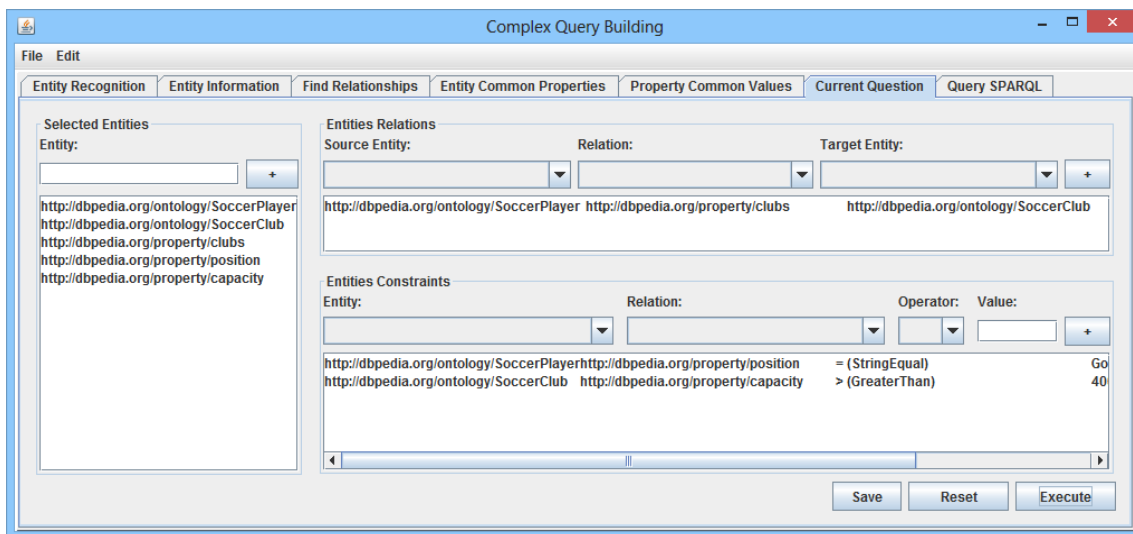 Complex Query Building
File Edit
Entity Recognition Entity Information Find Relationships Entity Common Properties Property Common Values Current Question Query SPARQL
Selected Entities
Entity:
+
http://dbpedia.org/ontology/SoccerPlayer
http://dbpedia.org/ontology/SoccerClub
http://dbpedia.org/property/clubs
http://dbpedia.org/property/position
http://dbpedia.org/property/capacity
Entities Relations
Source Entity: Relation: Target Entity:
+
http://dbpedia.org/ontology/SoccerPlayer http://dbpedia.org/property/clubs http://dbpedia.org/ontology/SoccerClub
Entities Constraints
Entity: Relation: Operator: Value:
+
http://dbpedia.org/ontology/SoccerPlayer http://dbpedia.org/property/position = (StringEqual) Go
http://dbpedia.org/ontology/SoccerClub http://dbpedia.org/property/capacity > (GreaterThan) 40
Save Reset Execute